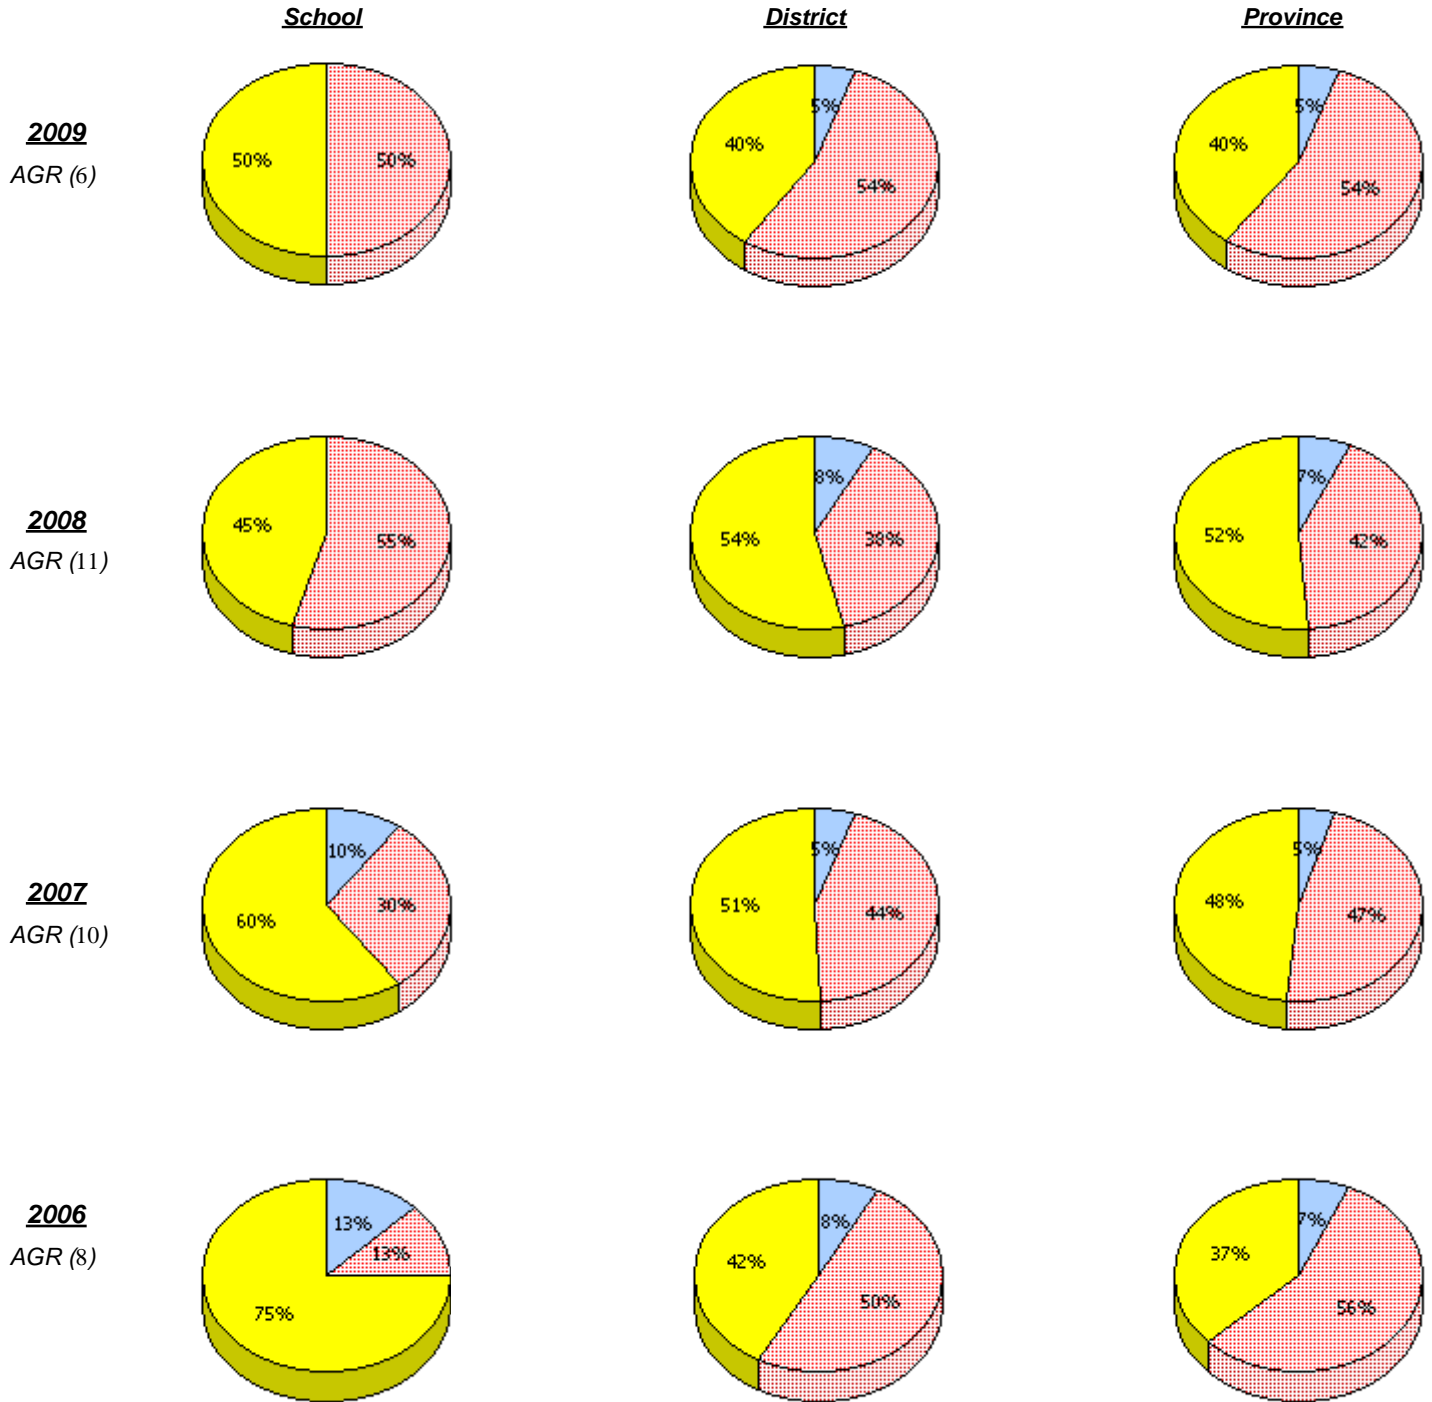 School District Province
2009
AGR (6)
50% 50%
40% 5% 54%
40% 5% 54%
2008
AGR (11)
45% 55%
54% 8% 38%
52% 7% 42%
2007
AGR (10)
60% 10% 30%
51% 5% 44%
48% 5% 47%
2006
AGR (8)
75% 13% 13%
42% 8% 50%
37% 7% 56%